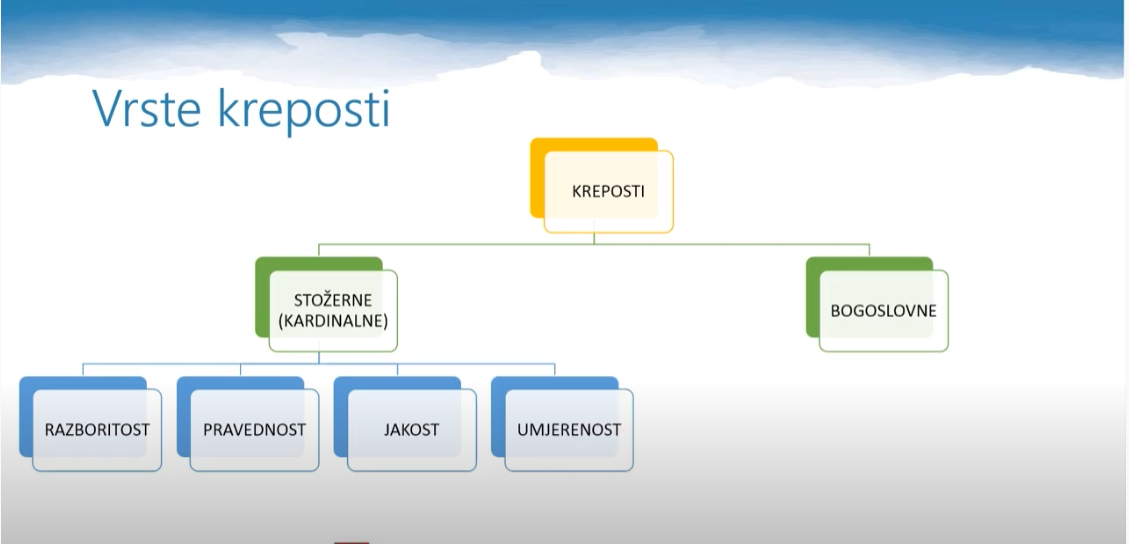 Vrste kreposti
KREPOSTI
STOŽERNE
(KARDINALNE)
BOGOSLOVNE
RAZBORITOST
PRAVEDNOST
JAKOST
UMJERENOST